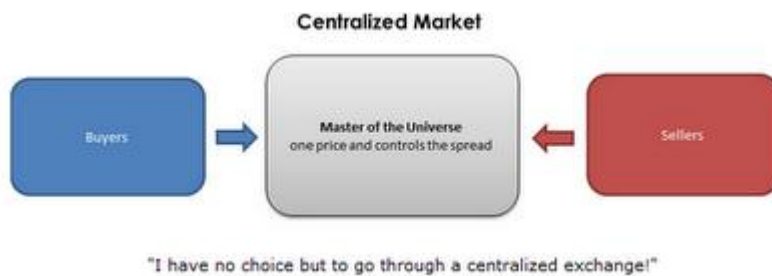 Centralized Market
Buyers
Master of the Universe
one price and controls the spread
Sellers
"I have no choice but to go through a centralized exchange!"